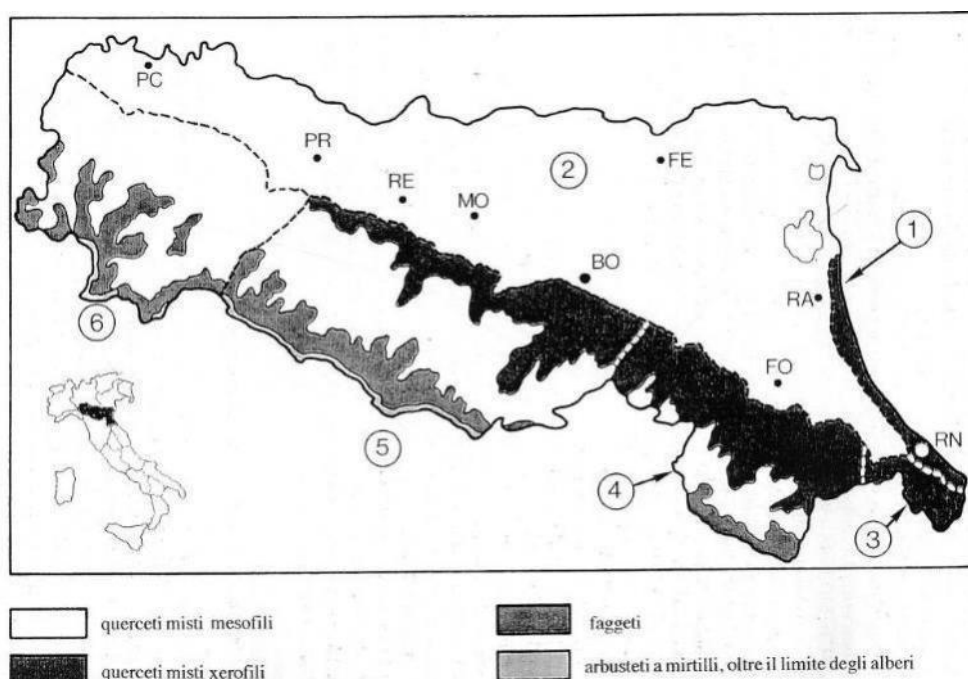 PC
PR
RE
MO
2
FE
1
BO
RA
6
FO
5
RN
4
3
querceti misti mesofili
faggeti
querceti misti xerofili
arbusteti a mirtilli, oltre il limite degli alberi